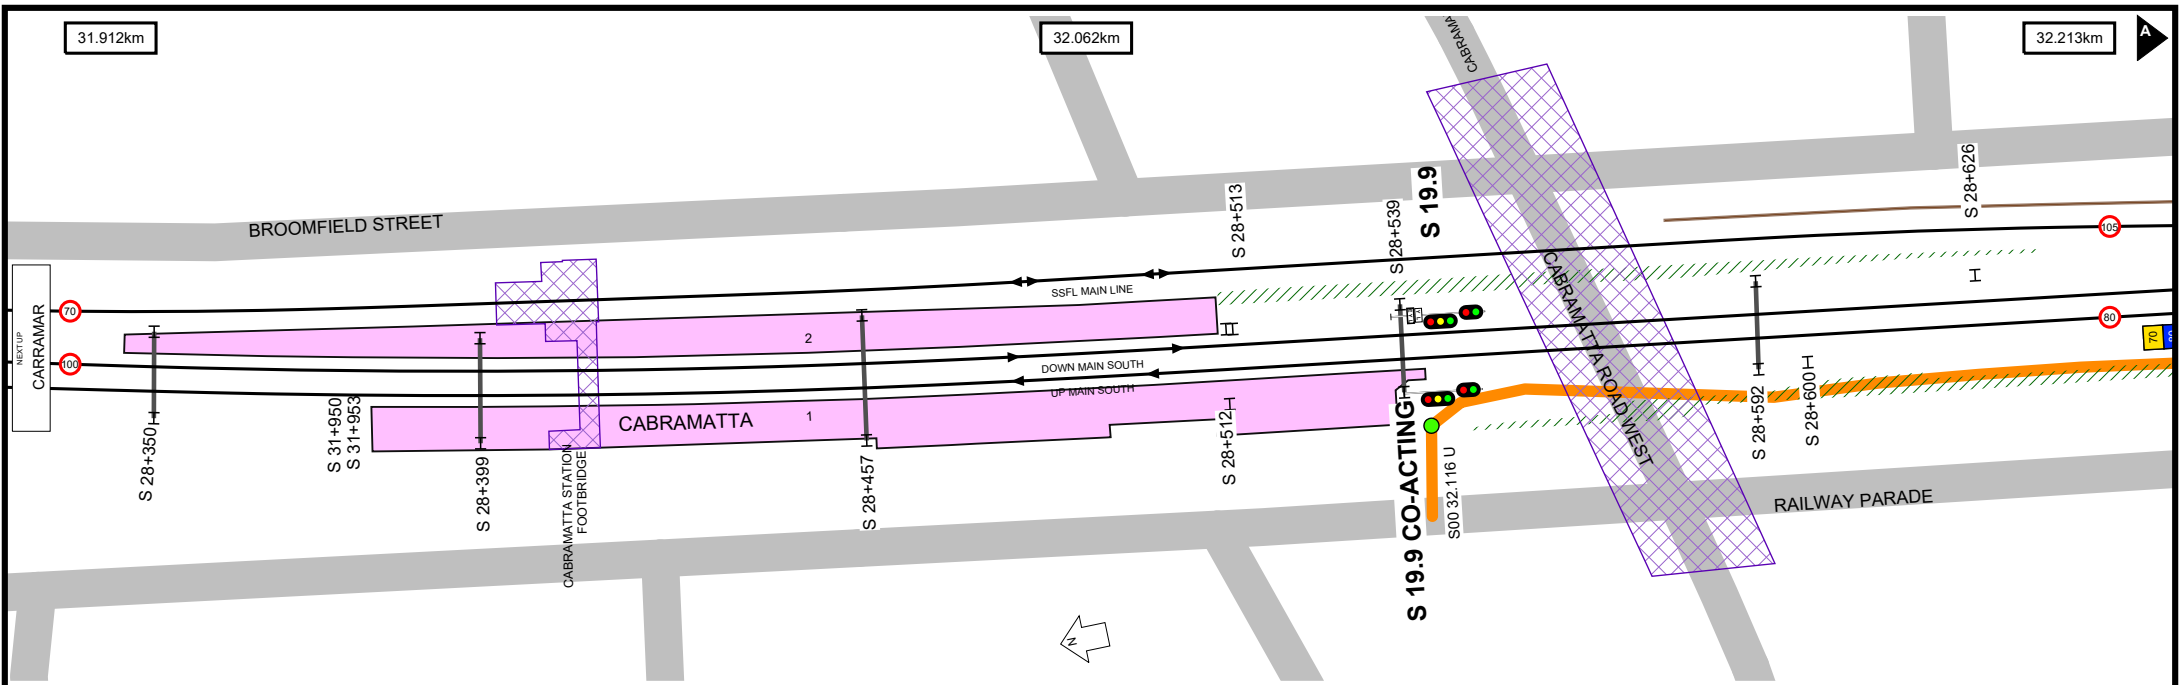 31.912km
32.062km
32.213km
A
CABRAMA
BROOMFIELD STREET
S 28+513
S 28+539
S 19.9
S 28+626
105
NEXT UP
CARRAMAR
70
100
SSFL MAIN LINE
2
DOWN MAIN SOUTH
UP MAIN SOUTH
80
70
CABRAMATTA
1
S 28+350
S 31+950
S 31+953
S 28+399
CABRAMATTA STATION
FOOTBRIDGE
S 28+457
S 28+512
S 19.9 CO-ACTING
S00 32.116 U
CABRAMATTA ROAD WEST
S 28+592
S 28+600
RAILWAY PARADE
N